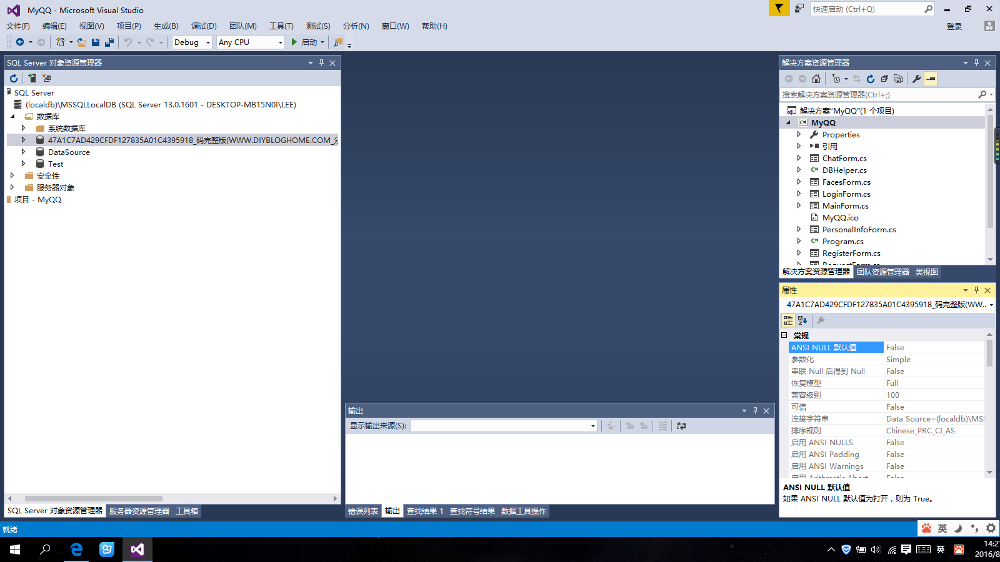 MyQQ - Microsoft Visual Studio
快速启动 (Ctrl+Q)
文件(F) 编辑(E) 视图(V) 项目(P) 生成(B) 调试(D) 团队(M) 工具(T) 测试(S) 分析(N) 窗口(W) 帮助(H)
登录
Debug Any CPU 启动
SQL Server 对象资源管理器
SQL Server
(localdb)\MSSQLLocalDB (SQL Server 13.0.1601 - DESKTOP-MB15N0I\LEE)
数据库
系统数据库
47A1C7AD429CFDF127835A01C4395918_码完整版(WWW.DIYBLOGHOME.COM_分
DataSource
Test
安全性
服务器对象
项目 - MyQQ
SQL Server 对象资源管理器 服务器资源管理器 工具箱
输出
显示输出来源(S):
错误列表 输出 查找结果 1 查找符号结果 数据工具操作
解决方案资源管理器
搜索解决方案资源管理器(Ctrl+;)
解决方案"MyQQ"(1 个项目)
MyQQ
Properties
引用
ChatForm.cs
DBHelper.cs
FacesForm.cs
LoginForm.cs
MainForm.cs
MyQQ.ico
PersonalInfoForm.cs
Program.cs
RegisterForm.cs
RequestForm.cs
解决方案资源管理器 团队资源管理器 类视图
属性
47A1C7AD429CFDF127835A01C4395918_码完整版(WW..
常规
ANSI NULL 默认值 False
参数化 Simple
串联 Null 后得到 Null False
恢复模型 Full
兼容级别 100
可信 False
连接字符串 Data Source=(localdb)\MSS
排序规则 Chinese_PRC_CI_AS
启用 ANSI NULLS False
启用 ANSI Padding False
启用 ANSI Warnings False
启用 Arithmetic Abort False
ANSI NULL 默认值
如果 ANSI NULL 默认值为打开，则为 True。
就绪
英
英
14:2
2016/8